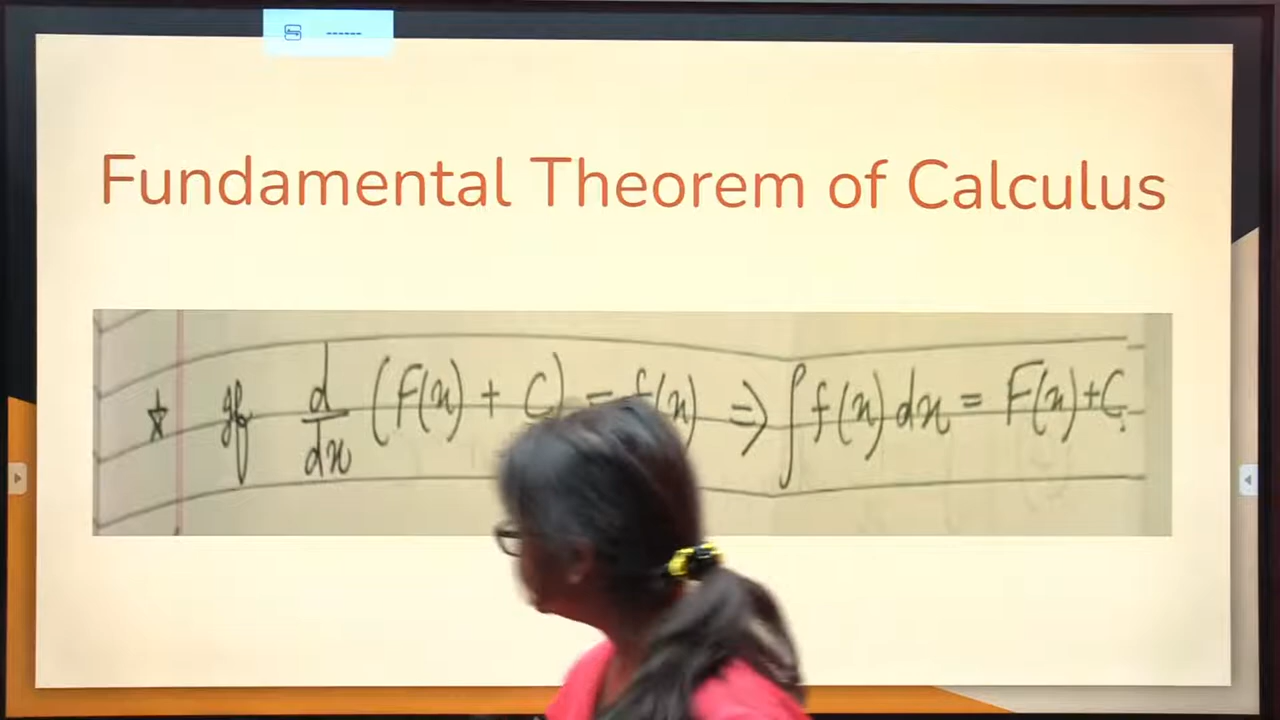 Fundamental Theorem of Calculus
☆ If d/dx (F(x) + C) = f(x) ⇒ ∫f(x) dx = F(x)+C.